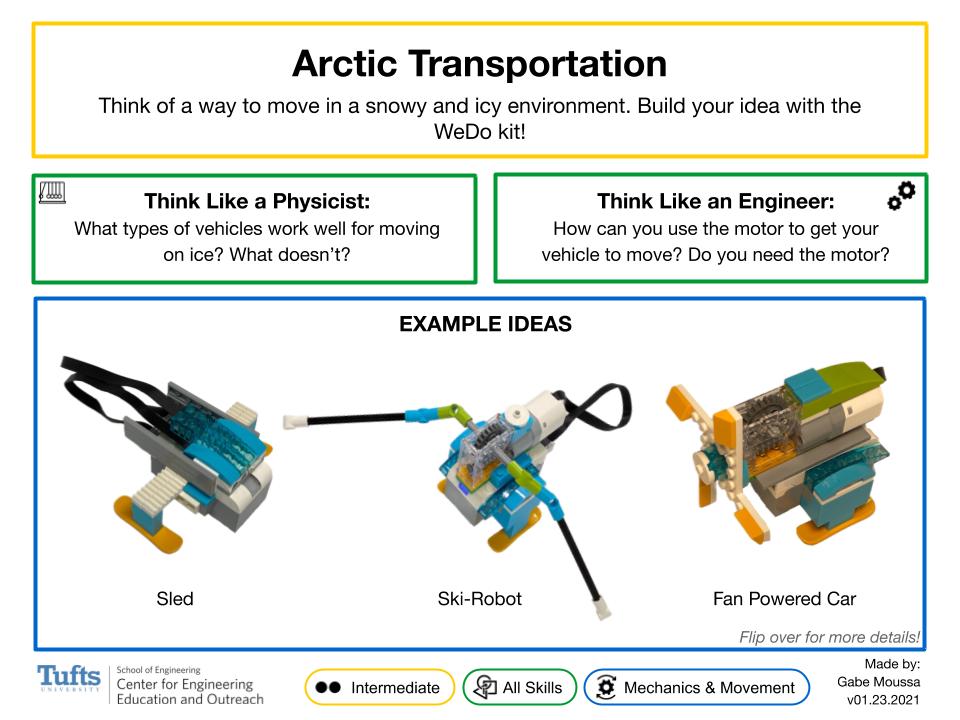 Arctic Transportation
Think of a way to move in a snowy and icy environment. Build your idea with the
WeDo kit!
Think Like a Physicist:
What types of vehicles work well for moving
on ice? What doesn't?
Think Like an Engineer:
How can you use the motor to get your
vehicle to move? Do you need the motor?
EXAMPLE IDEAS
Sled
Ski-Robot
Fan Powered Car
Flip over for more details!
Tufts
UNIVERSITY
School of Engineering
Center for Engineering
Education and Outreach
Intermediate
All Skills
Mechanics & Movement
Made by:
Gabe Moussa
v01.23.2021